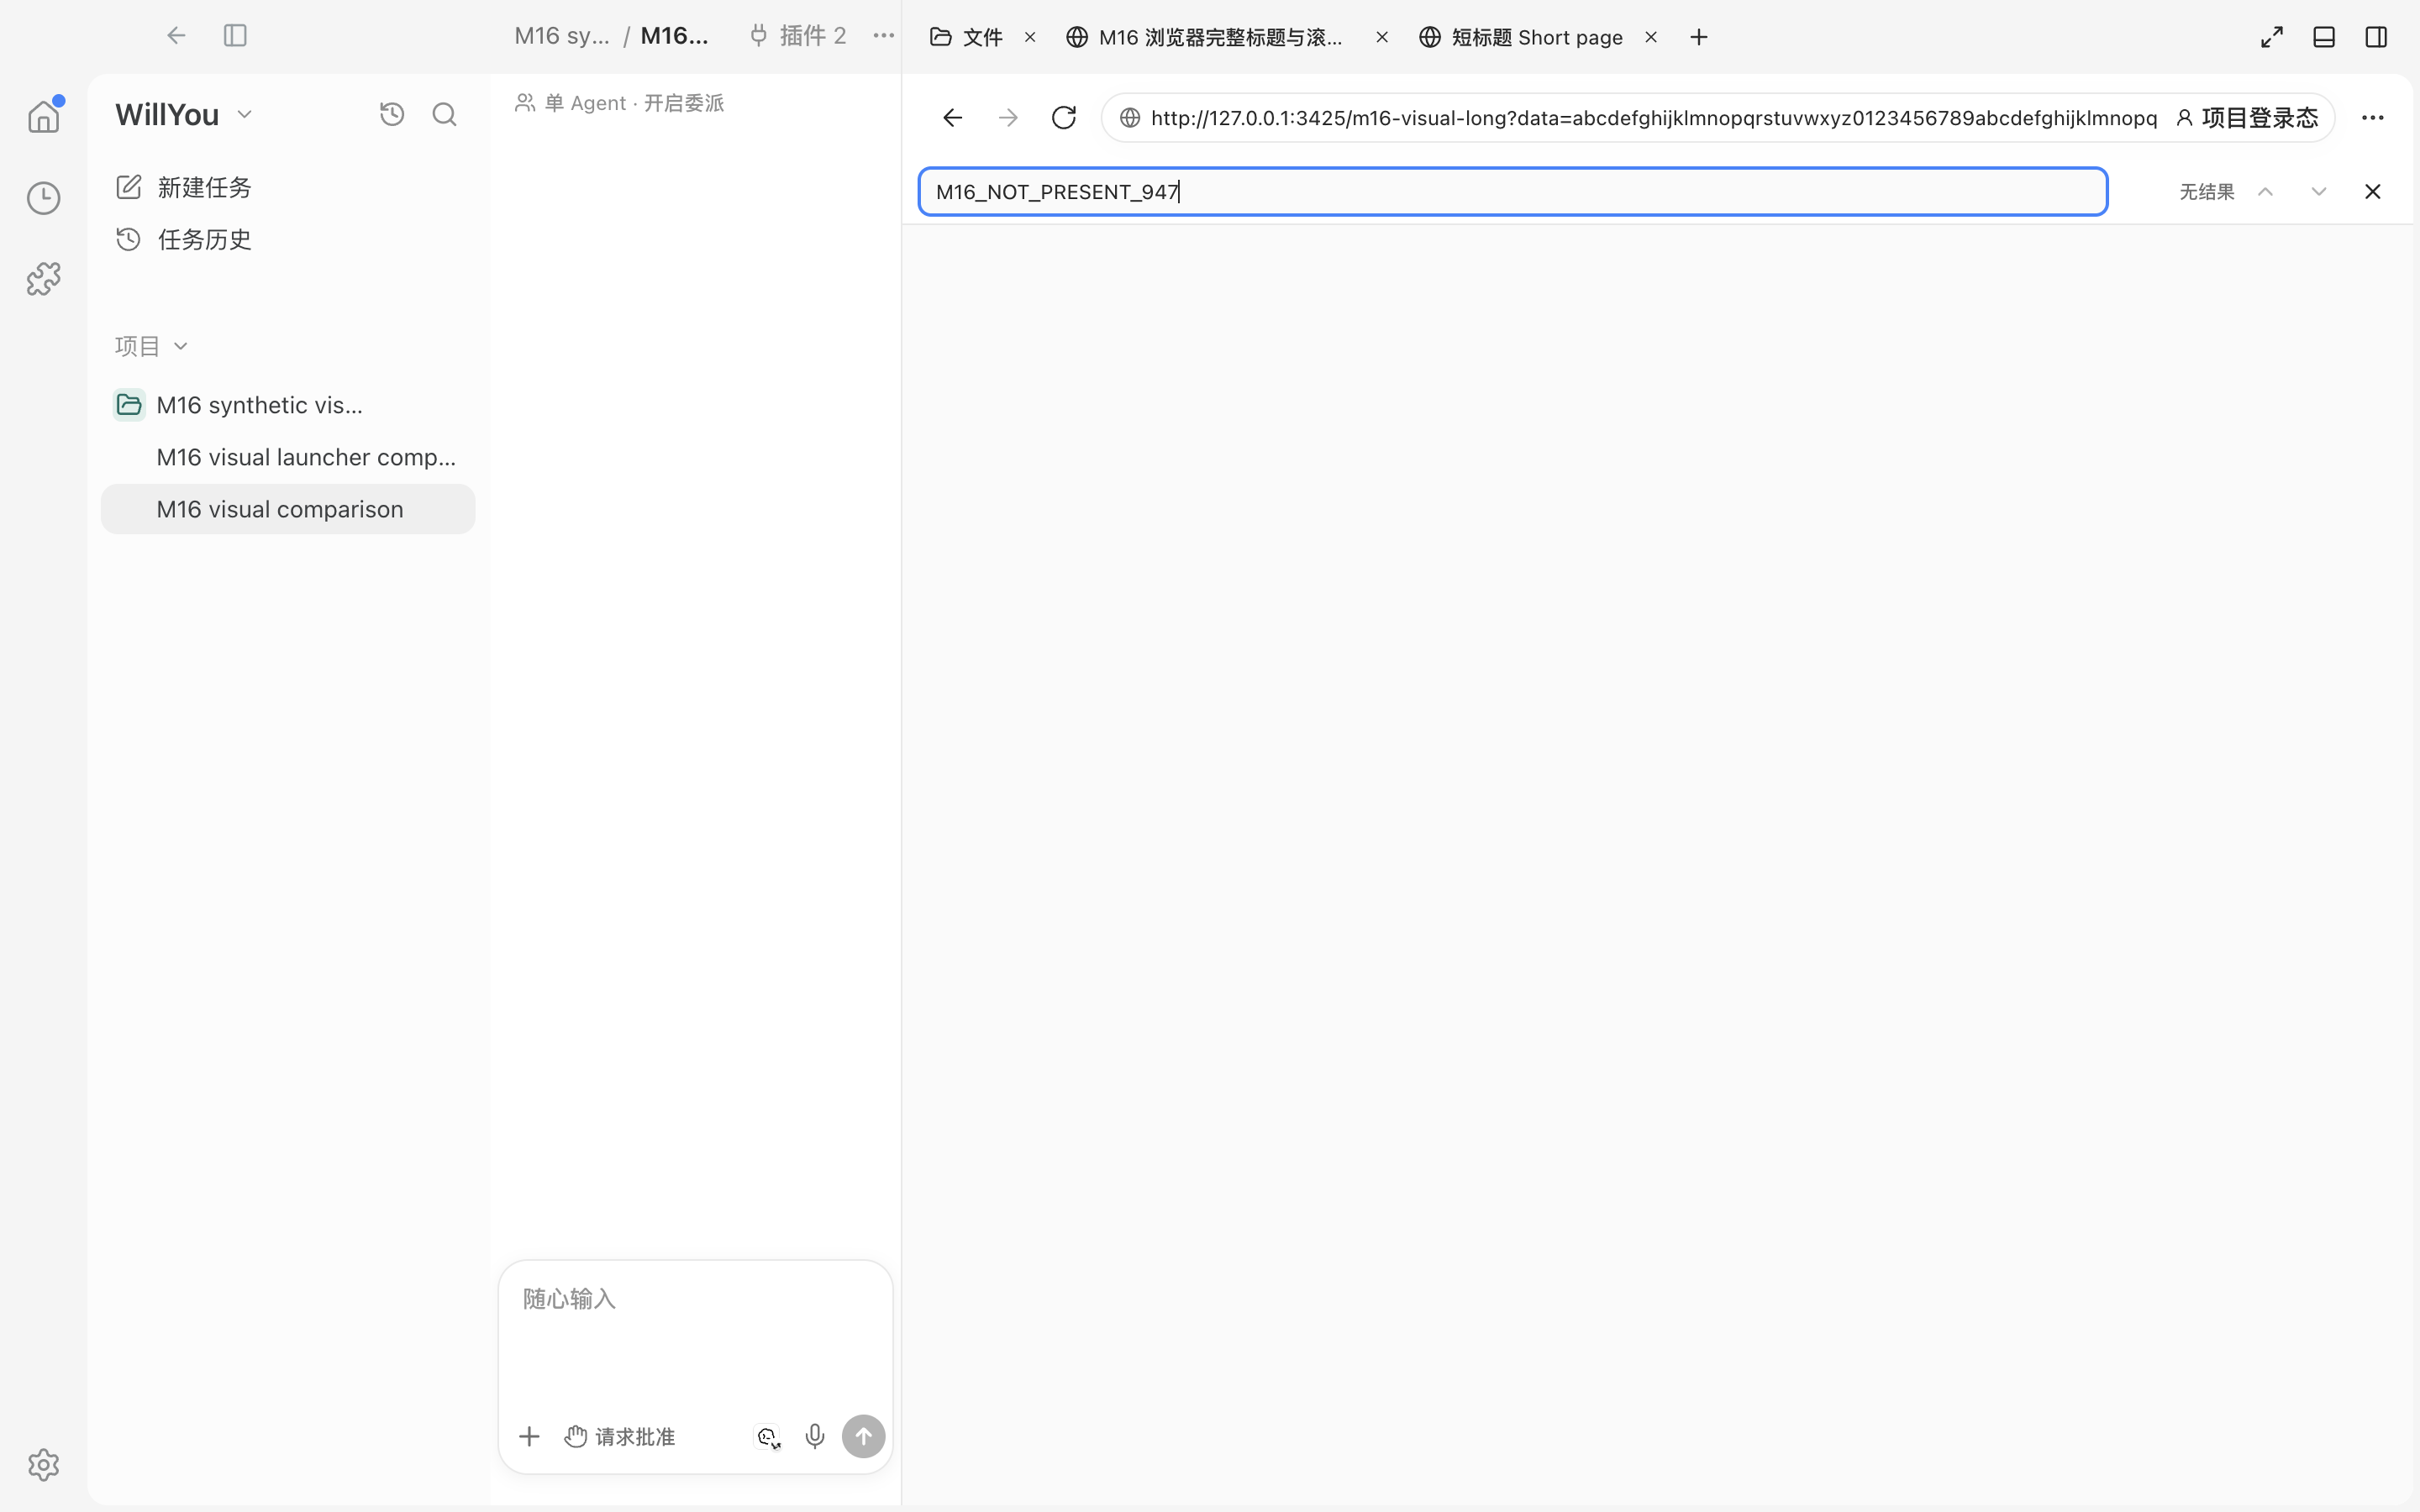 M16 sy... / M16... 插件 2
文件
M16 浏览器完整标题与滚...
短标题 Short page
WillYou
新建任务
任务历史
项目
M16 synthetic vis...
M16 visual launcher comp...
M16 visual comparison
单 Agent · 开启委派
随心输入
请求批准
http://127.0.0.1:3425/m16-visual-long?data=abcdefghijklmnopqrstuvwxyz0123456789abcdefghijklmnopq
项目登录态
M16_NOT_PRESENT_947
无结果